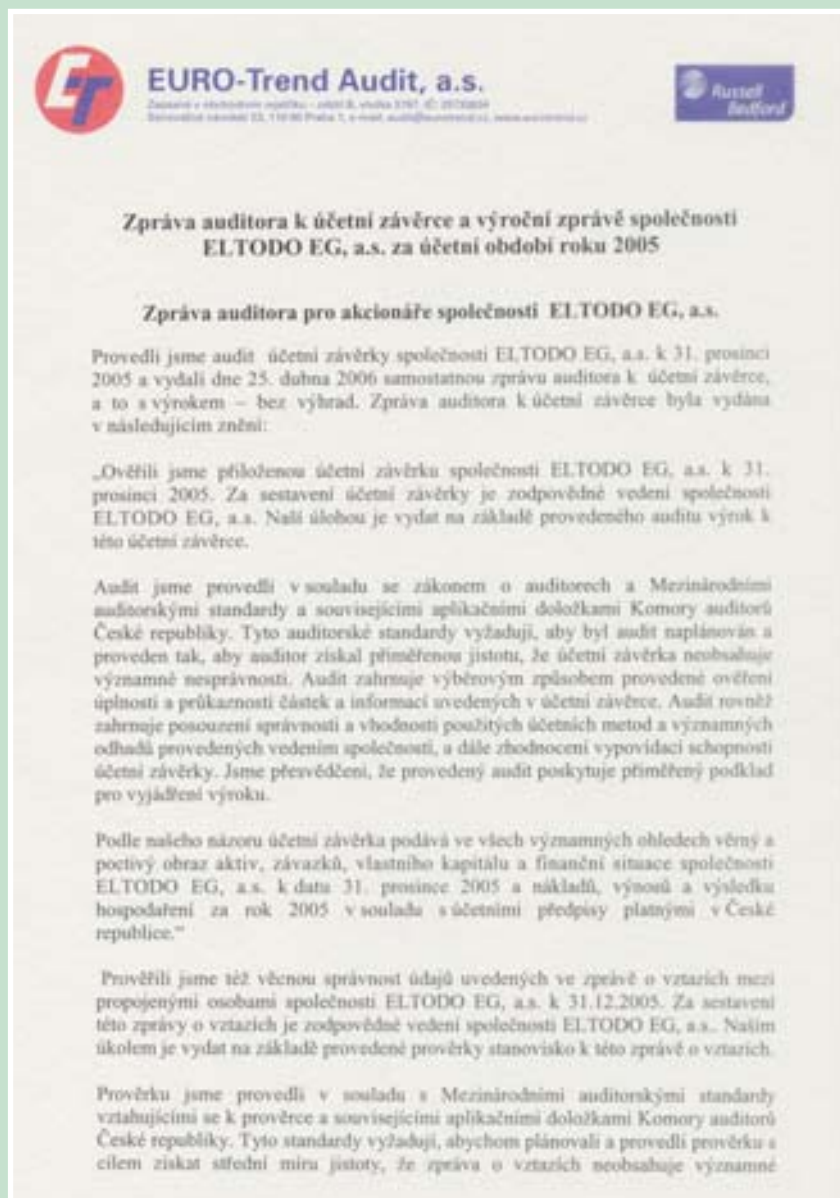 ET
EURO-Trend Audit, a.s.
Russell
Bedford
Zpráva auditora k účetní závěrce a výroční zprávě společnosti
ELTODO EG, a.s. za účetní období roku 2005
Zpráva auditora pro akcionáře společnosti ELTODO EG, a.s.
Provedli jsme audit účetní závěrky společnosti ELTODO EG, a.s. k 31. prosinci
2005 a vydali dne 25. dubna 2006 samostatnou zprávu auditora k účetní závěrce,
a to s výrokem – bez výhrad. Zpráva auditora k účetní závěrce byla vydána
v následujícím znění:
„Ověřili jsme přiloženou účetní závěrku společnosti ELTODO EG, a.s. k 31.
prosinci 2005. Za sestavení účetní závěrky je zodpovědné vedení společnosti
ELTODO EG, a.s. Naší úlohou je vydat na základě provedeného auditu výrok k
této účetní závěrce.
Audit jsme provedli v souladu se zákonem o auditorech a Mezinárodními
auditorskými standardy a souvisejícími aplikačními doložkami Komory auditorů
České republiky. Tyto auditorské standardy vyžadují, aby byl audit naplánován a
proveden tak, aby auditor získal přiměřenou jistotu, že účetní závěrka neobsahuje
významné nesprávnosti. Audit zahrnuje výběrovým způsobem provedené ověření
úplnosti a průkaznosti částek a informací uvedených v účetní závěrce. Audit rovněž
zahrnuje posouzení správnosti a vhodnosti použitých účetních metod a významných
odhadů provedených vedením společnosti, a dále zhodnocení vypovídací schopnosti
účetní závěrky. Jsme přesvědčeni, že provedený audit poskytuje přiměřený podklad
pro vyjádření výroku.
Podle našeho názoru účetní závěrka podává ve všech významných ohledech věrný a
poctivý obraz aktiv, závazků, vlastního kapitálu a finanční situace společnosti
ELTODO EG, a.s. k datu 31. prosince 2005 a nákladů, výnosů a výsledku
hospodaření za rok 2005 v souladu s účetními předpisy platnými v České
republice.“
Prověřili jsme též věcnou správnost údajů uvedených ve zprávě o vztazích mezi
propojenými osobami společnosti ELTODO EG, a.s. k 31.12.2005. Za sestavení
této zprávy o vztazích je zodpovědné vedení společnosti ELTODO EG, a.s.. Naším
úkolem je vydat na základě provedené prověrky stanovisko k této zprávě o vztazích.
Prověrku jsme provedli v souladu s Mezinárodními auditorskými standardy
vztahujícími se k prověrce a souvisejícími aplikačními doložkami Komory auditorů
České republiky. Tyto standardy vyžadují, abychom plánovali a provedli prověrku s
cílem získat střední míru jistoty, že zpráva o vztazích neobsahuje významné